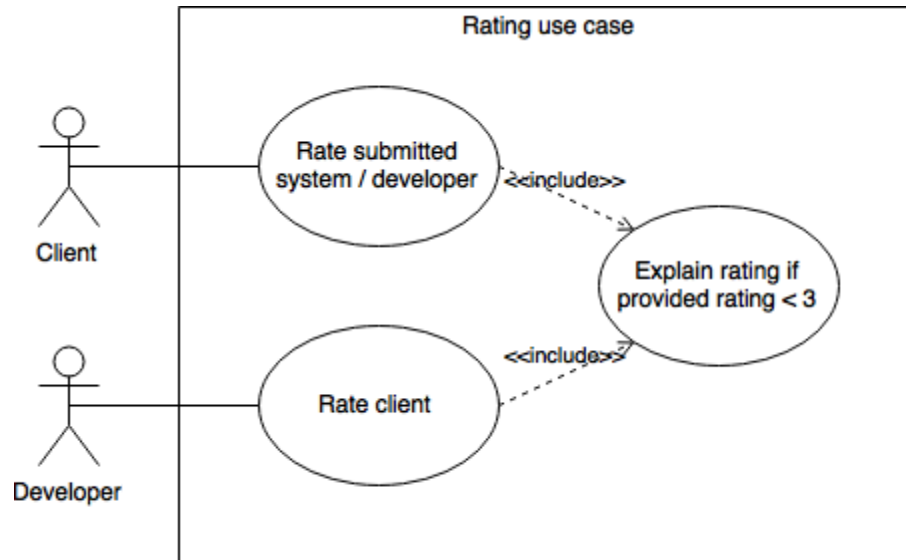 Rating use case
Rate submitted
system / developer
<<include>>
Client
Explain rating if
provided rating < 3
<<include>>
Rate client
Developer